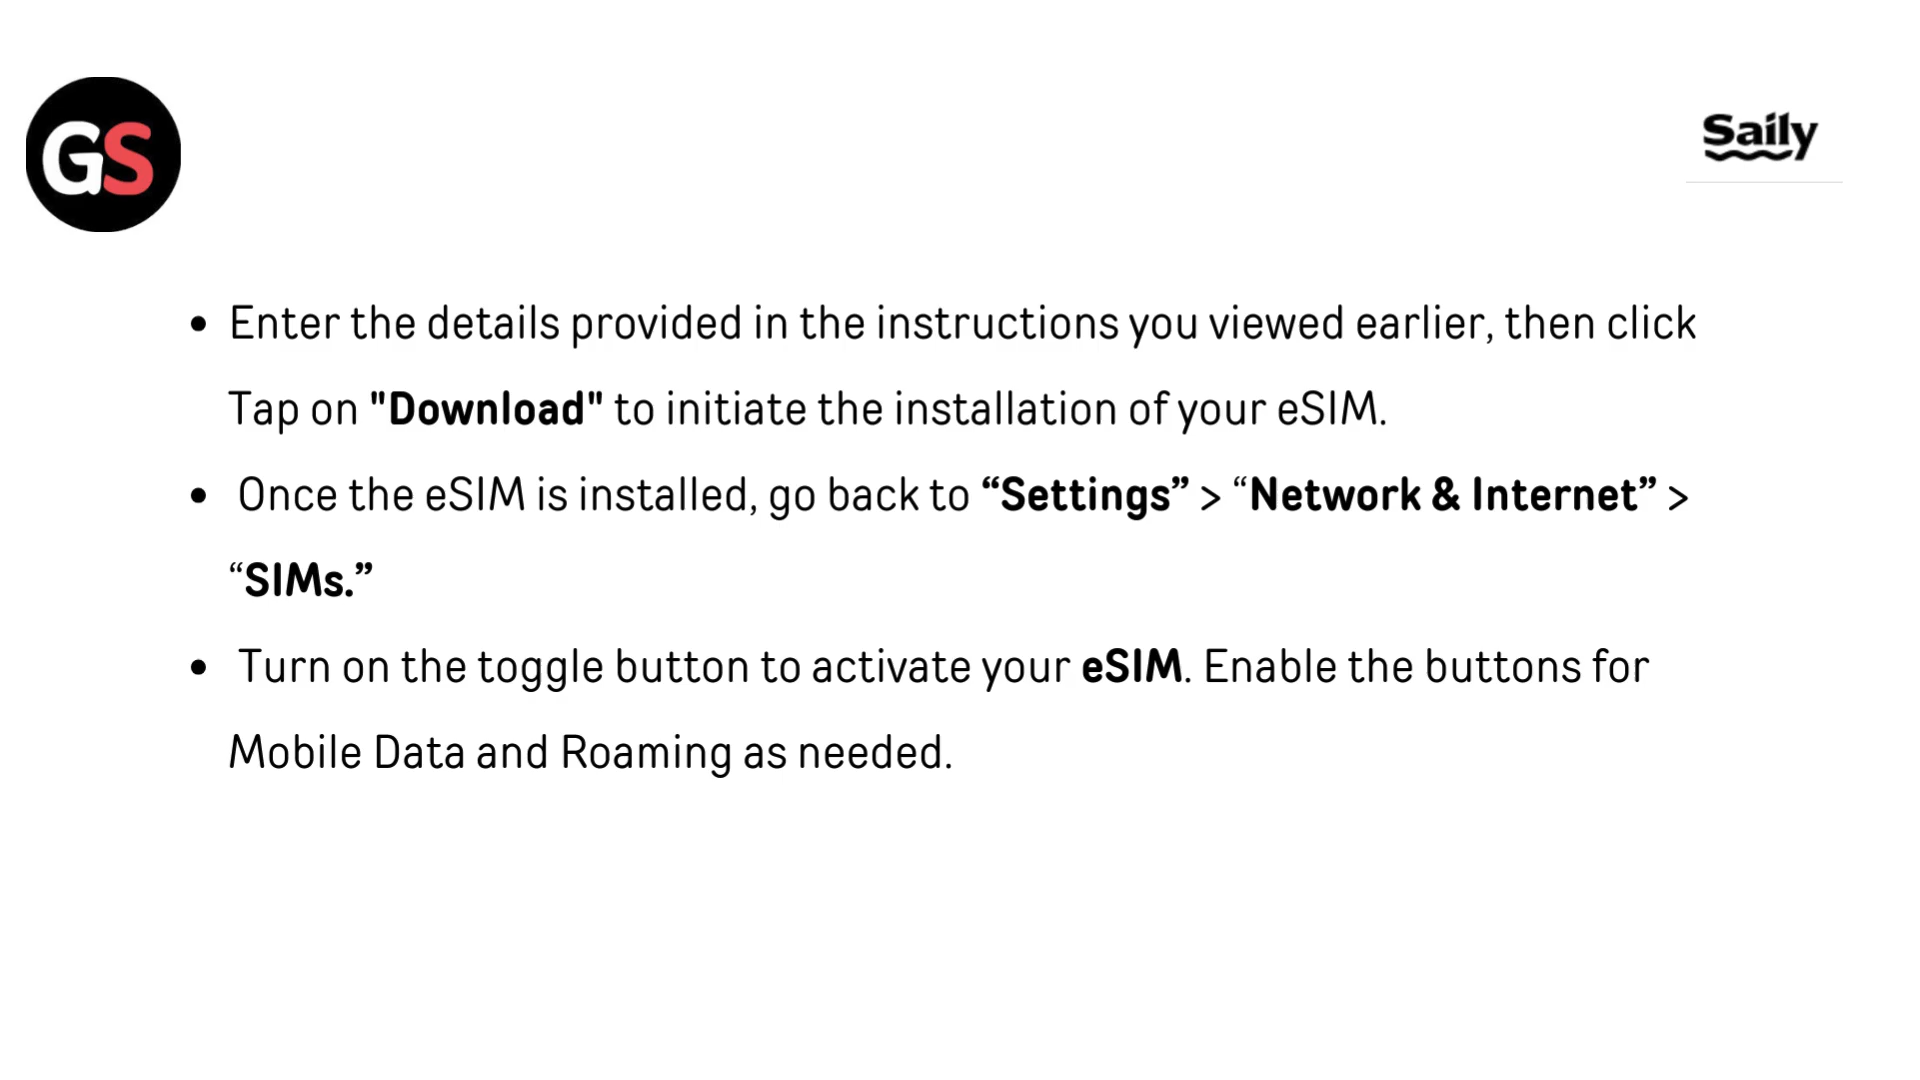 GS
Saily
• Enter the details provided in the instructions you viewed earlier, then click
Tap on "Download" to initiate the installation of your eSIM.
• Once the eSIM is installed, go back to “Settings” > “Network & Internet” >
“SIMs.”
• Turn on the toggle button to activate your eSIM. Enable the buttons for
Mobile Data and Roaming as needed.